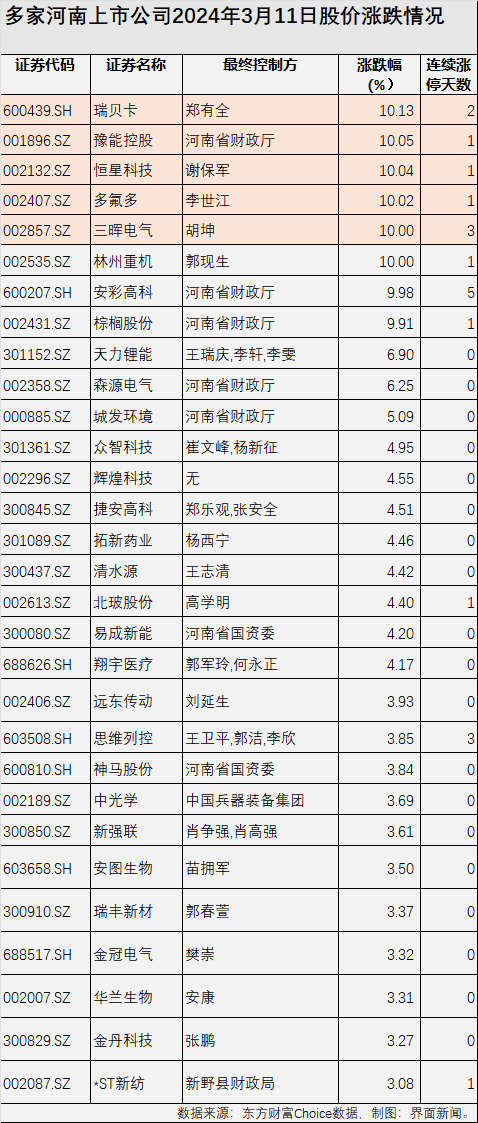 多家河南上市公司2024年3月11日股价涨跌情况
证券代码 证券名称 最终控制方 涨跌幅(%) 连续涨停天数
600439.SH 瑞贝卡 郑有全 10.13 2
001896.SZ 豫能控股 河南省财政厅 10.05 1
002132.SZ 恒星科技 谢保军 10.04 1
002407.SZ 多氟多 李世江 10.02 1
002857.SZ 三晖电气 胡坤 10.00 3
002535.SZ 林州重机 郭现生 10.00 1
600207.SH 安彩高科 河南省财政厅 9.98 5
002431.SZ 棕榈股份 河南省财政厅 9.91 1
301152.SZ 天力锂能 王瑞庆,李轩,李雯 6.90 0
002358.SZ 森源电气 河南省财政厅 6.25 0
000885.SZ 城发环境 河南省财政厅 5.09 0
301361.SZ 众智科技 崔文峰,杨新征 4.95 0
002296.SZ 辉煌科技 无 4.55 0
300845.SZ 捷安高科 郑乐观,张安全 4.51 0
301089.SZ 拓新药业 杨西宁 4.46 0
300437.SZ 清水源 王志清 4.42 0
002613.SZ 北玻股份 高学明 4.40 1
300080.SZ 易成新能 河南省国资委 4.20 0
688626.SH 翔宇医疗 郭军玲,何永正 4.17 0
002406.SZ 远东传动 刘延生 3.93 0
603508.SH 思维列控 王卫平,郭洁,李欣 3.85 3
600810.SH 神马股份 河南省国资委 3.84 0
002189.SZ 中光学 中国兵器装备集团 3.69 0
300850.SZ 新强联 肖争强,肖高强 3.61 0
603658.SH 安图生物 苗拥军 3.50 0
300910.SZ 瑞丰新材 郭春萱 3.37 0
688517.SH 金冠电气 樊崇 3.32 0
002007.SZ 华兰生物 安康 3.31 0
300829.SZ 金丹科技 张鹏 3.27 0
002087.SZ *ST新纺 新野县财政局 3.08 1
数据来源：东方财富Choice数据，制图：界面新闻。